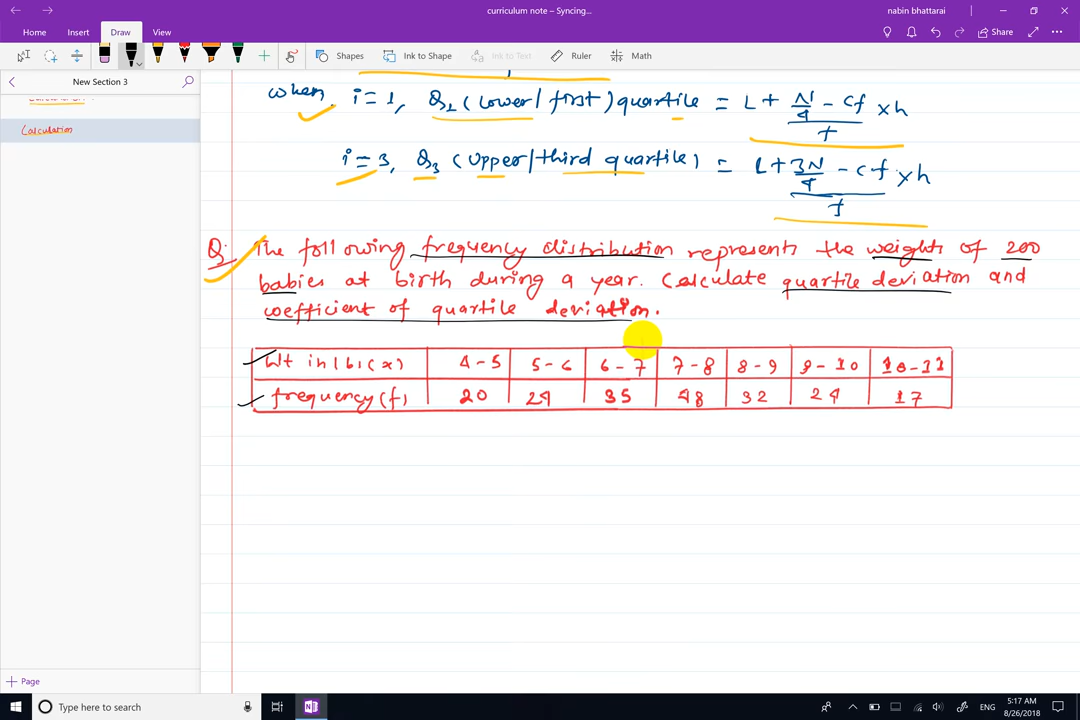 curriculum note - Syncing...
nabin bhattarai
Home Insert Draw View
Share
Shapes Ink to Shape Ink to Text Ruler Math
New Section 3
Calculation
when, i = 1, Q1 (lower/first) quartile = L + N/4 - cf / f × h
i = 3, Q3 (upper/third quartile) = L + 3N/4 - cf / f × h
Q: The following frequency distribution represents the weights of 200
babies at birth during a year. Calculate quartile deviation and
coefficient of quartile deviation.
Wt in lbs (x) 4-5 5-6 6-7 7-8 8-9 9-10 10-11
frequency (f) 20 24 35 48 32 24 17
+ Page
Type here to search
ENG
5:17 AM
8/26/2018